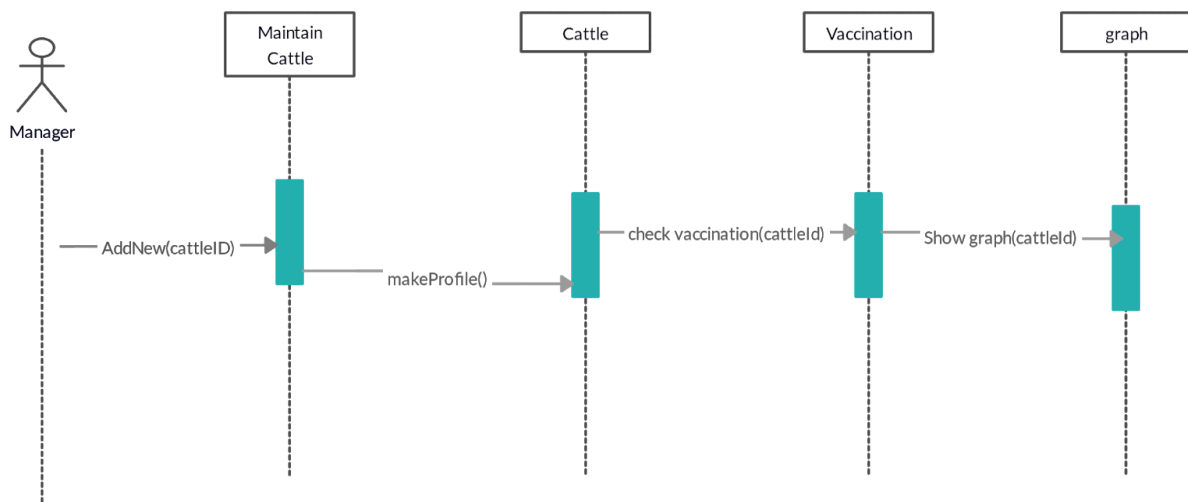 Maintain
Cattle
Cattle
Vaccination
graph
Manager
AddNew(cattleID)
makeProfile()
check vaccination(cattleId)
Show graph(cattleId)